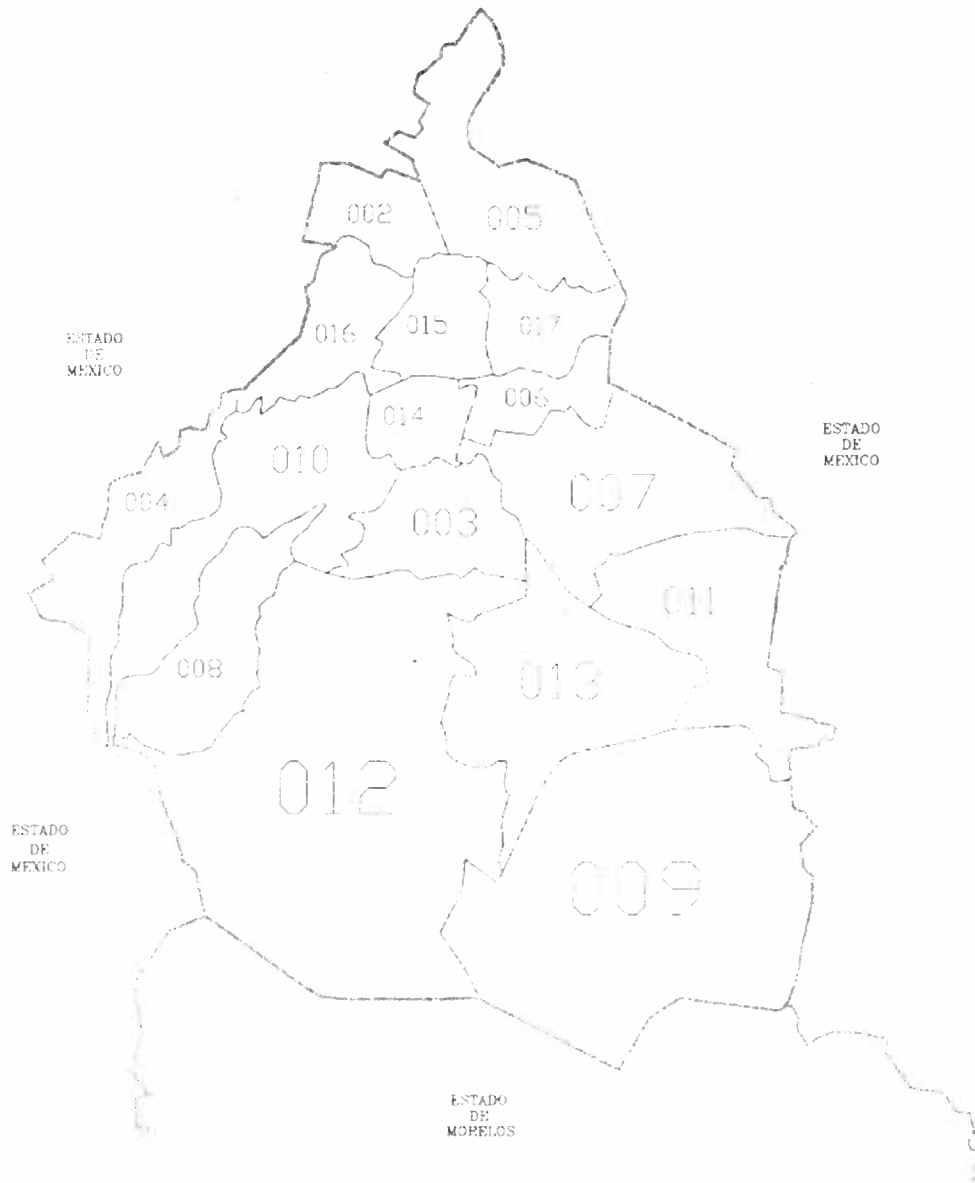 002
005
016
015
017
ESTADO
DE
MEXICO
014
006
ESTADO
DE
MEXICO
010
004
007
003
011
008
013
012
ESTADO
DE
MEXICO
009
ESTADO
DE
MORELOS